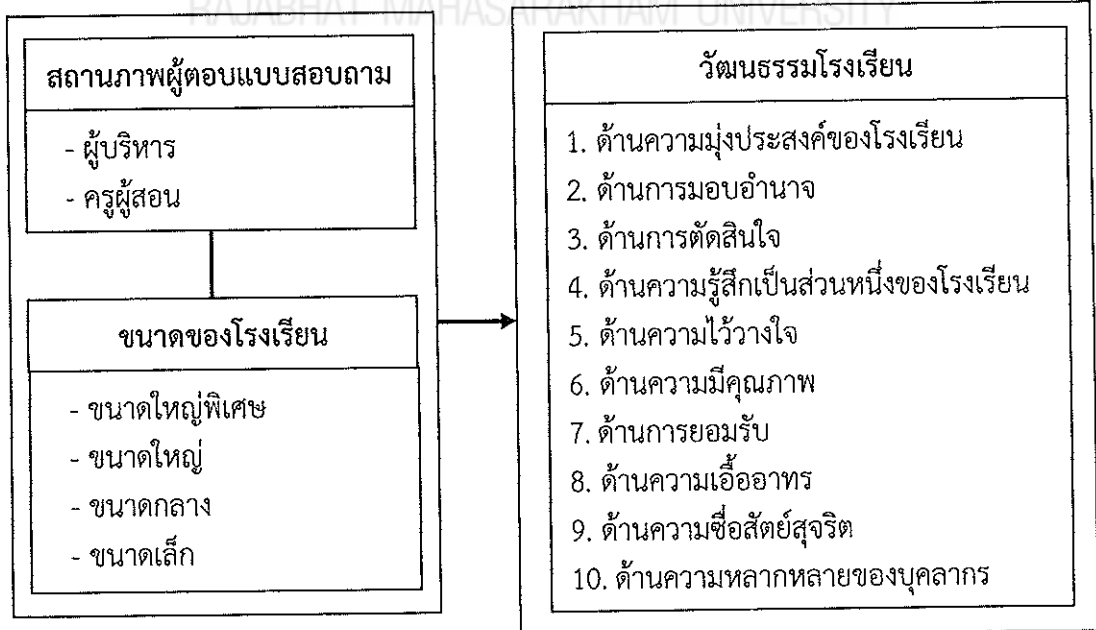 RAJABHAT MAHASARAKHAM UNIVERSITY
สถานภาพผู้ตอบแบบสอบถาม
- ผู้บริหาร
- ครูผู้สอน
ขนาดของโรงเรียน
- ขนาดใหญ่พิเศษ
- ขนาดใหญ่
- ขนาดกลาง
- ขนาดเล็ก
วัฒนธรรมโรงเรียน
1. ด้านความมุ่งประสงค์ของโรงเรียน
2. ด้านการมอบอำนาจ
3. ด้านการตัดสินใจ
4. ด้านความรู้สึกเป็นส่วนหนึ่งของโรงเรียน
5. ด้านความไว้วางใจ
6. ด้านความมีคุณภาพ
7. ด้านการยอมรับ
8. ด้านความเอื้ออาทร
9. ด้านความซื่อสัตย์สุจริต
10. ด้านความหลากหลายของบุคลากร